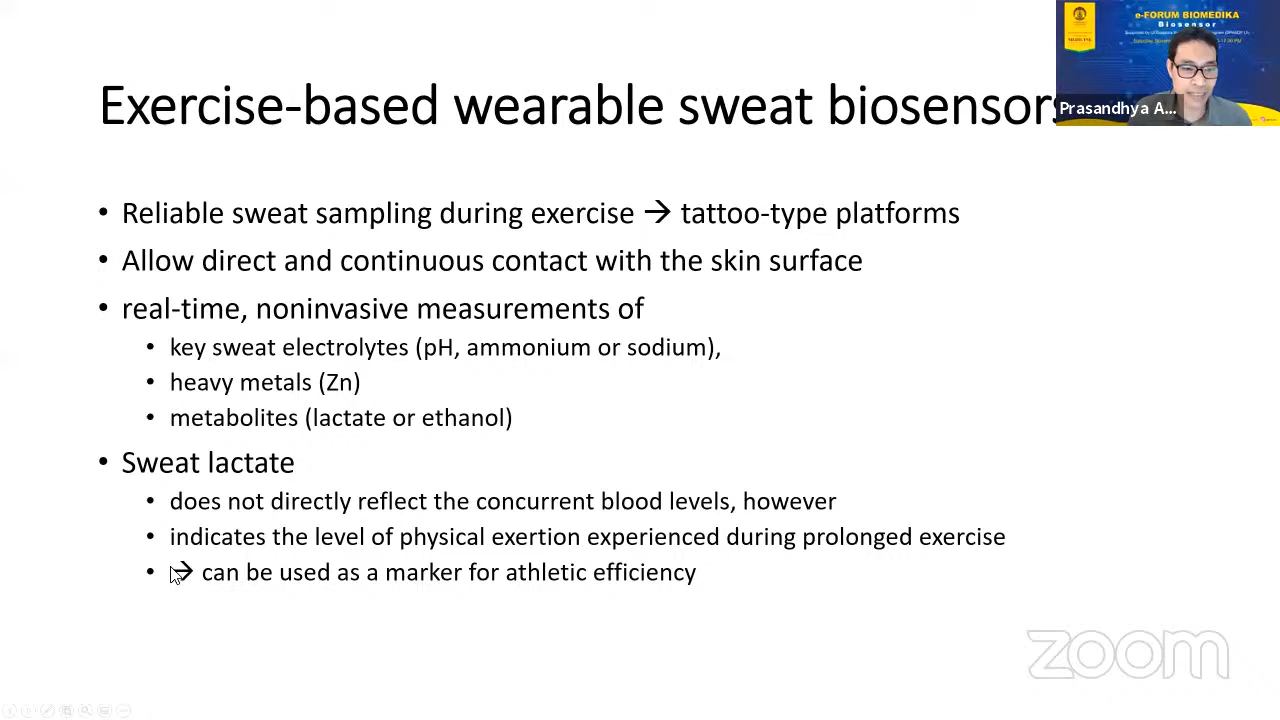 e-FORUM BIOMEDIKA
Biosensor
Prasandhya A...
Exercise-based wearable sweat biosensors
• Reliable sweat sampling during exercise → tattoo-type platforms
• Allow direct and continuous contact with the skin surface
• real-time, noninvasive measurements of
• key sweat electrolytes (pH, ammonium or sodium),
• heavy metals (Zn)
• metabolites (lactate or ethanol)
• Sweat lactate
• does not directly reflect the concurrent blood levels, however
• indicates the level of physical exertion experienced during prolonged exercise
• → can be used as a marker for athletic efficiency
zoom